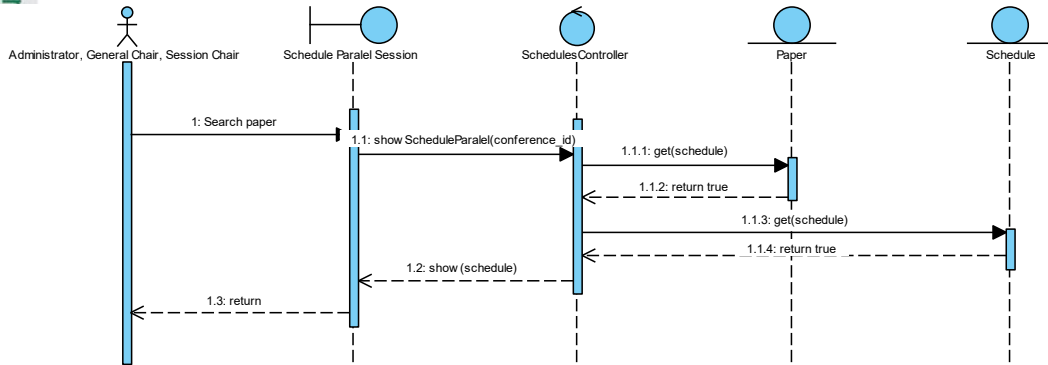 Administrator, General Chair, Session Chair
Schedule Paralel Session
SchedulesController
Paper
Schedule
1: Search paper
1.1: show ScheduleParalel(conference_id)
1.1.1: get(schedule)
1.1.2: return true
1.1.3: get(schedule)
1.1.4: return true
1.2: show (schedule)
1.3: return